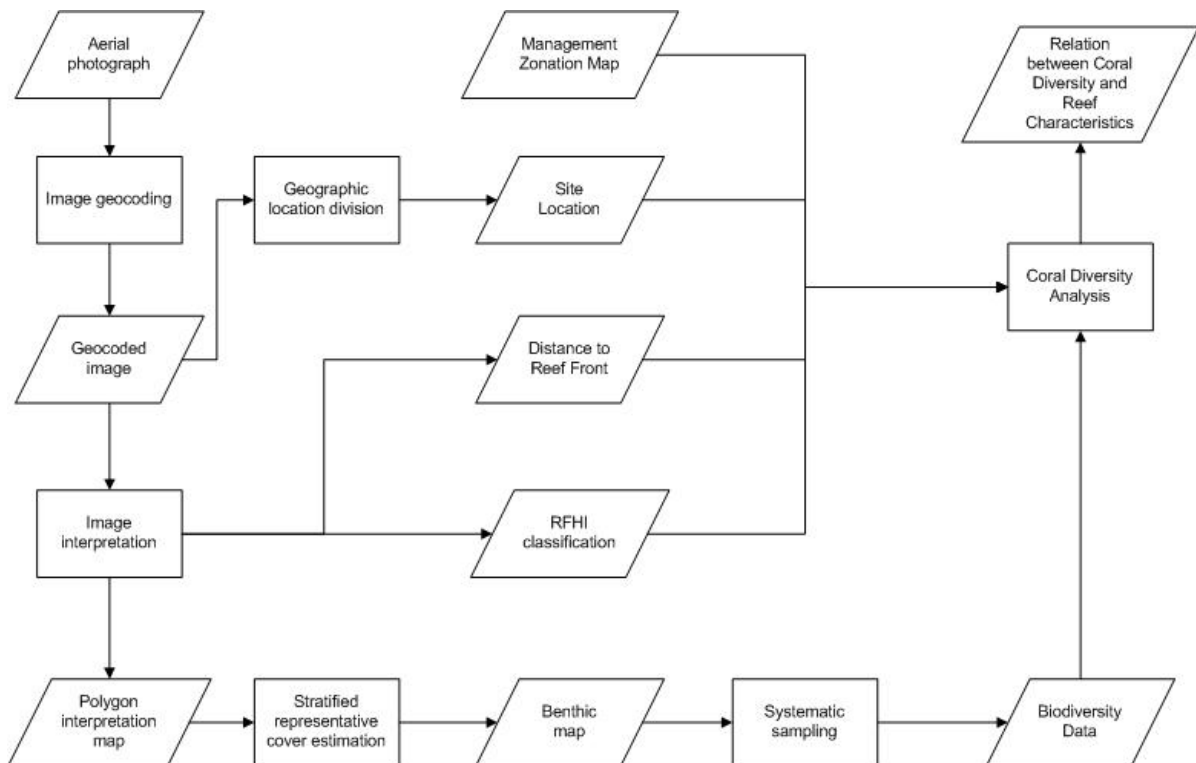 Aerial
photograph
Management
Zonation Map
Relation
between Coral
Diversity and
Reef
Characteristics
Image geocoding
Geographic
location division
Site
Location
Coral Diversity
Analysis
Geocoded
image
Distance to
Reef Front
Image
interpretation
RFHI
classification
Polygon
interpretation
map
Stratified
representative
cover estimation
Benthic
map
Systematic
sampling
Biodiversity
Data